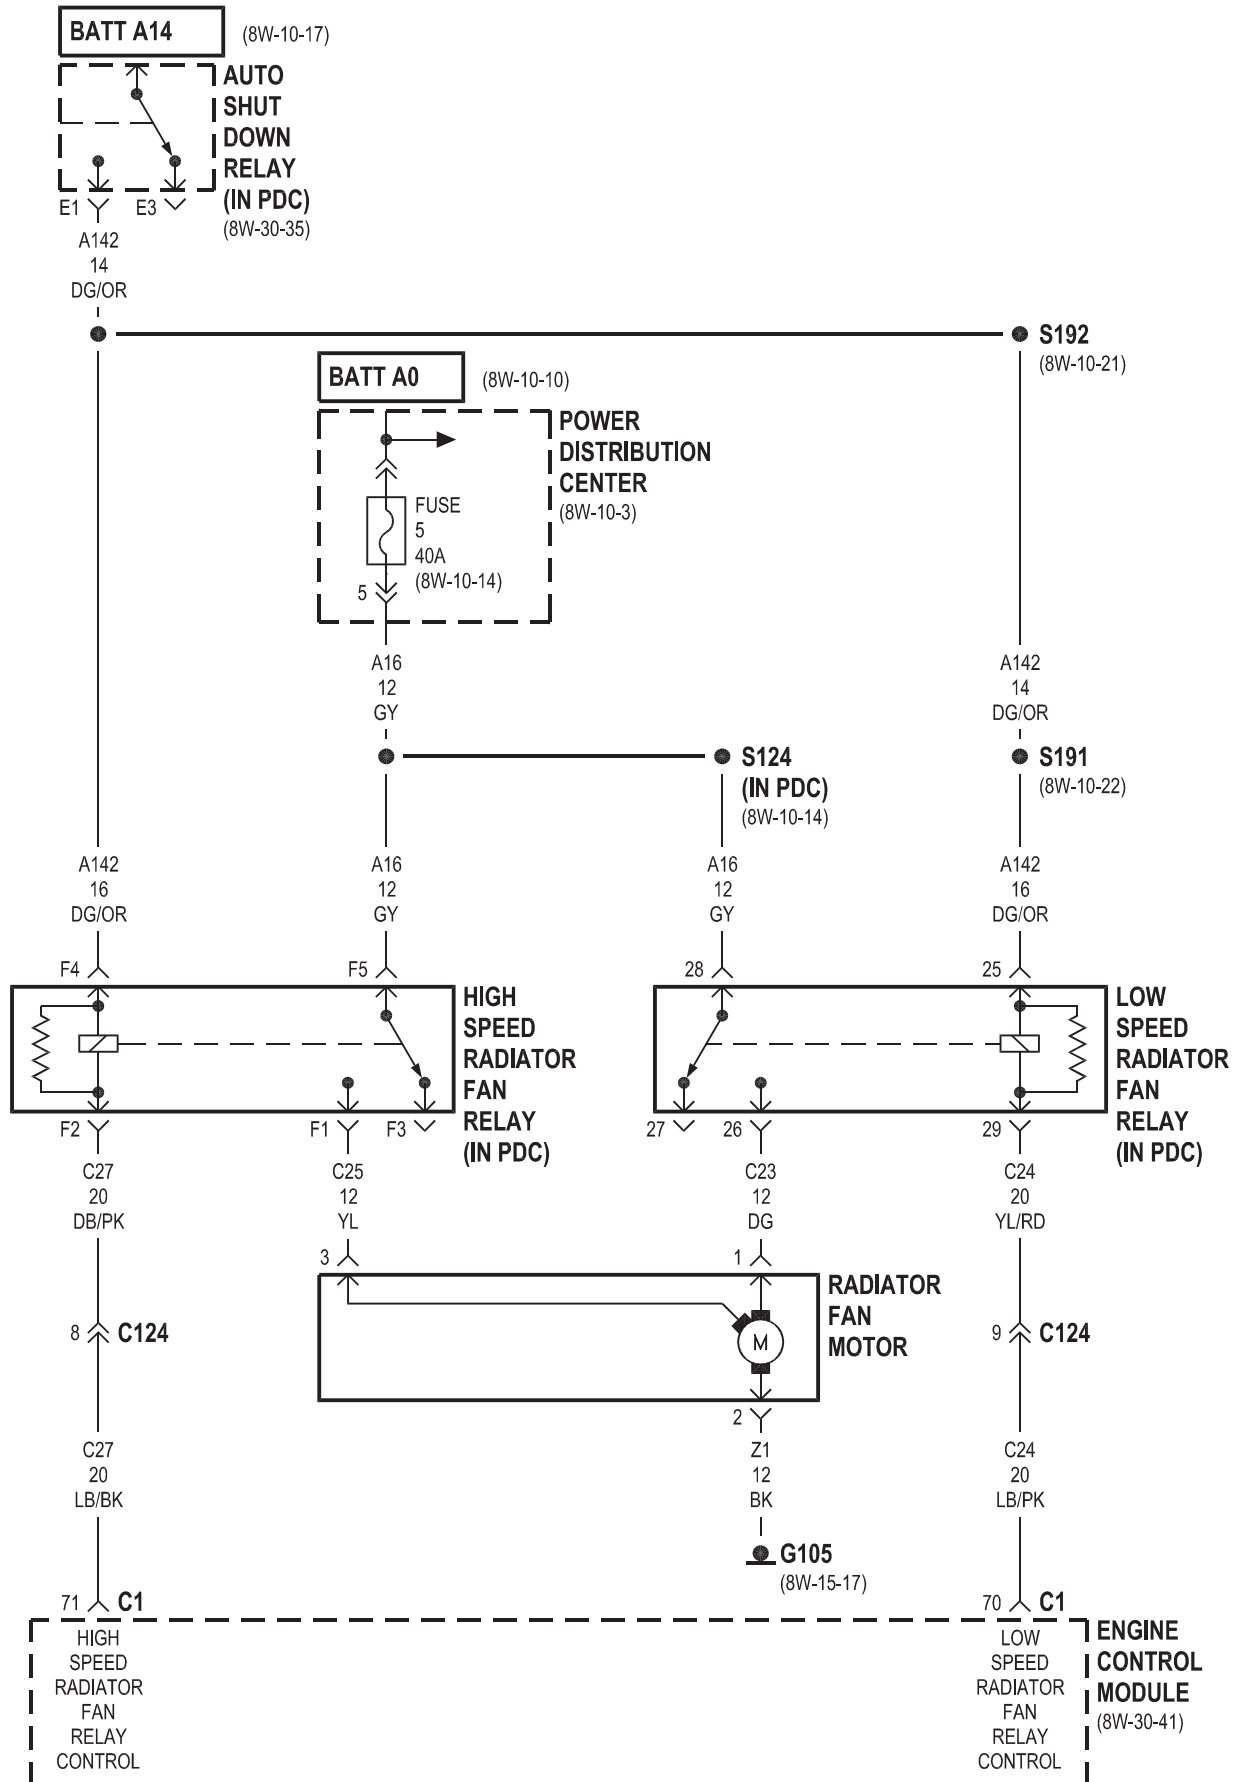 BATT A14 (8W-10-17)
AUTO
SHUT
DOWN
RELAY
(IN PDC)
(8W-30-35)
E1 E3
A142
14
DG/OR
S192
(8W-10-21)
BATT A0 (8W-10-10)
POWER
DISTRIBUTION
CENTER
(8W-10-3)
FUSE
5
40A
(8W-10-14)
5
A16
12
GY
A142
14
DG/OR
S124
(IN PDC)
(8W-10-14)
S191
(8W-10-22)
A142
16
DG/OR
A16
12
GY
A16
12
GY
A142
16
DG/OR
F4 F5 28 25
HIGH
SPEED
RADIATOR
FAN
RELAY
(IN PDC)
LOW
SPEED
RADIATOR
FAN
RELAY
(IN PDC)
F2 F1 F3 27 26 29
C27
20
DB/PK
C25
12
YL
C23
12
DG
C24
20
YL/RD
3 1
RADIATOR
FAN
MOTOR
M
8 C124
9 C124
2
C27
20
LB/BK
Z1
12
BK
C24
20
LB/PK
G105
(8W-15-17)
71 C1
70 C1
HIGH
SPEED
RADIATOR
FAN
RELAY
CONTROL
LOW
SPEED
RADIATOR
FAN
RELAY
CONTROL
ENGINE
CONTROL
MODULE
(8W-30-41)